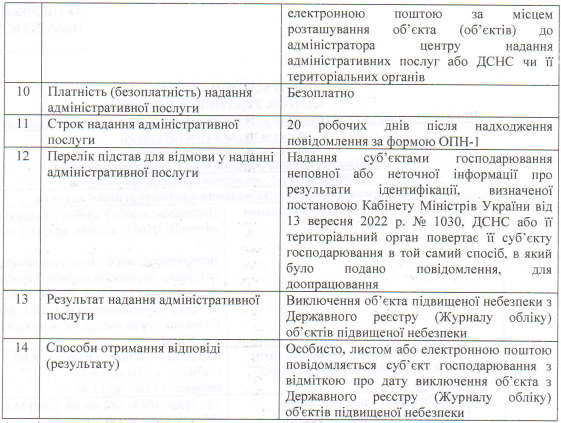 електронною поштою за місцем
розташування об’єкта (об’єктів) до
адміністратора центру надання
адміністративних послуг або ДСНС чи її
територіальних органів
10 Платність (безоплатність) надання
адміністративної послуги
Безоплатно
11 Строк надання адміністративної
послуги
20 робочих днів після надходження
повідомлення за формою ОПН-1
12 Перелік підстав для відмови у наданні
адміністративної послуги
Надання суб’єктами господарювання
неповної або неточної інформації про
результати ідентифікації, визначеної
постановою Кабінету Міністрів України від
13 вересня 2022 р. № 1030, ДСНС або її
територіальний орган повертає її суб’єкту
господарювання в той самий спосіб, в який
було подано повідомлення, для
доопрацювання
13 Результат надання адміністративної
послуги
Виключення об’єкта підвищеної небезпеки з
Державного реєстру (Журналу обліку)
об’єктів підвищеної небезпеки
14 Способи отримання відповіді
(результату)
Особисто, листом або електронною поштою
повідомляється суб’єкт господарювання з
відміткою про дату виключення об’єкта з
Державного реєстру (Журналу обліку)
об'єктів підвищеної небезпеки